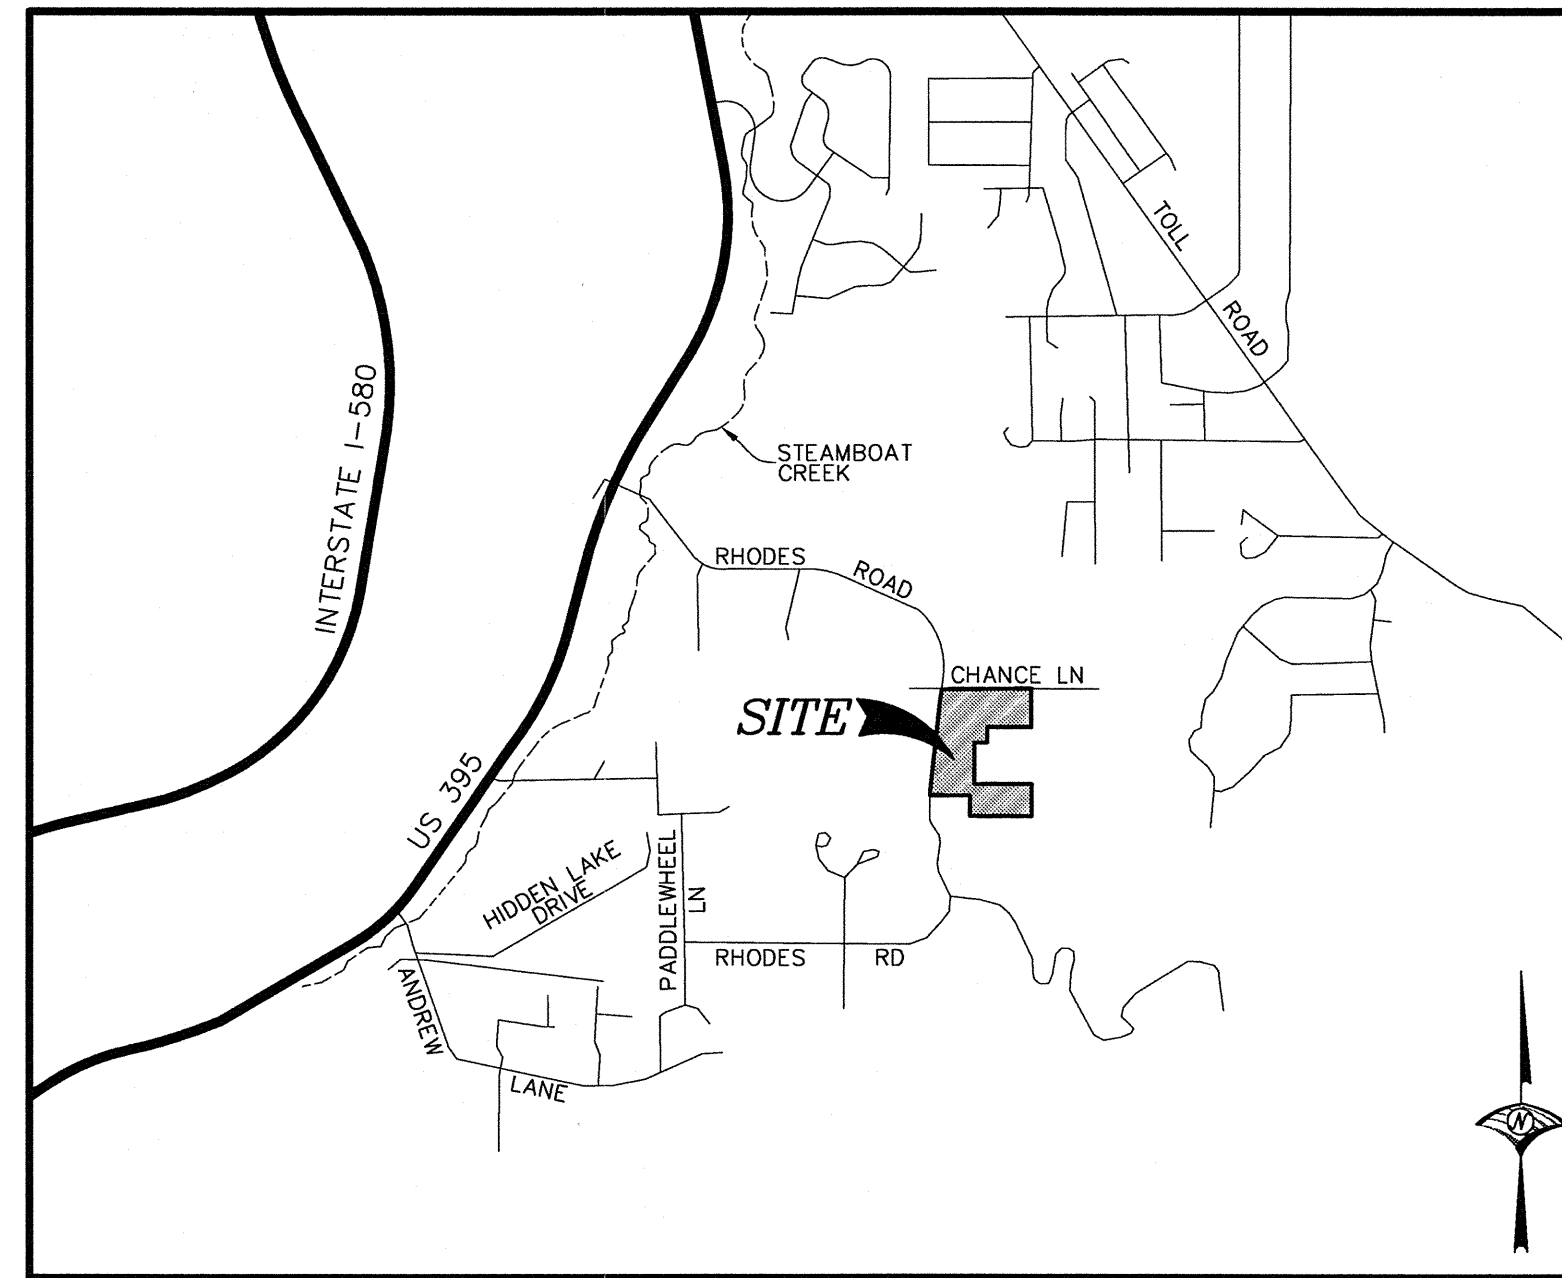 TOLL
ROAD
INTERSTATE I-580
STEAMBOAT
CREEK
RHODES
ROAD
CHANCE LN
SITE
US 395
HIDDEN LAKE
DRIVE
PADDLEWHEEL
LN
RHODES
RD
ANDREW
LANE
N